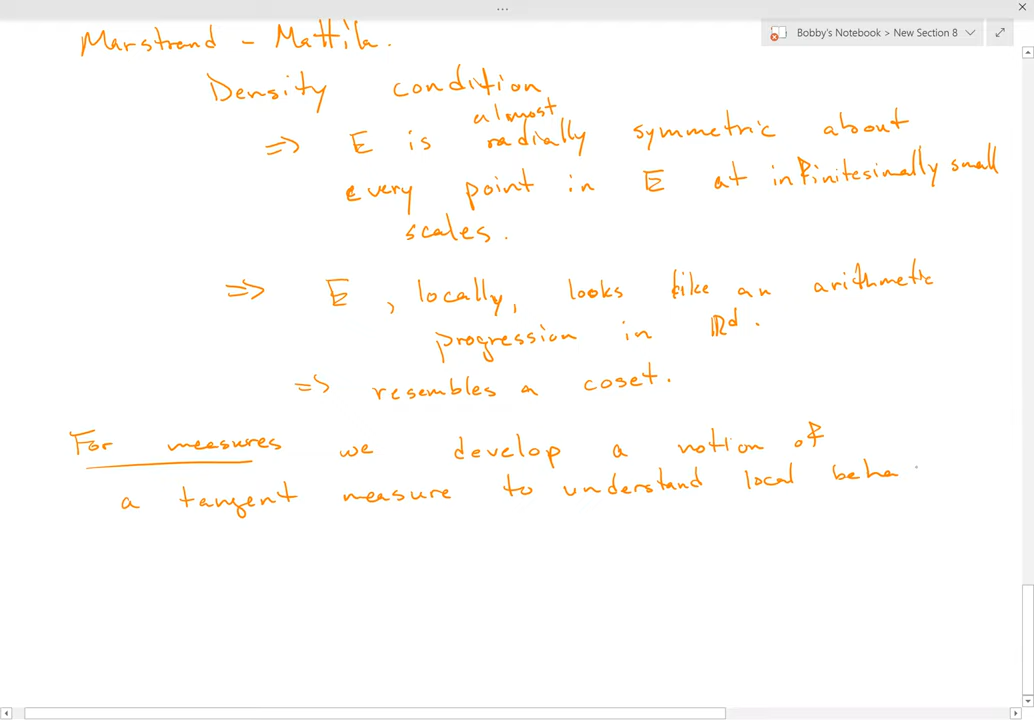 ...
Bobby's Notebook > New Section 8
Marstrand - Mattila.
Density condition
almost
⇒ E is radially symmetric about
every point in E at infinitesimally small
scales.
⇒ E, locally, looks like an arithmetic
progression in ℝᵈ.
⇒ resembles a coset.
For measures we develop a notion of
a tangent measure to understand local beha